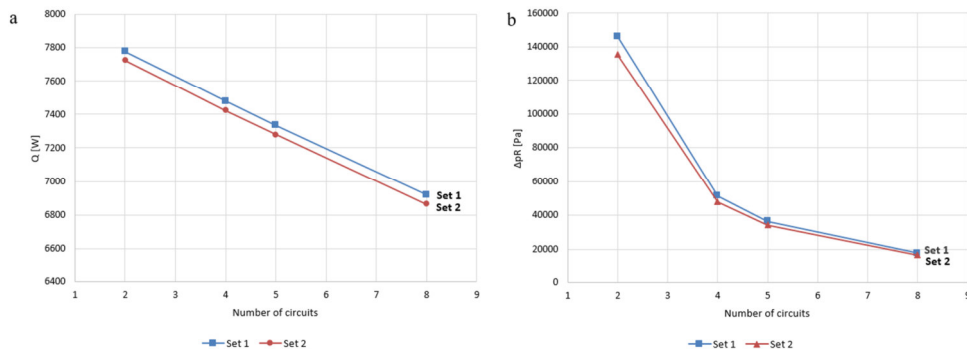 a
8000
7800
7600
7400
7200
7000
6800
6600
6400
Q [W]
Set 1
Set 2
1 2 3 4 5 6 7 8 9
Number of circuits
Set 1 Set 2
b
160000
140000
120000
100000
80000
60000
40000
20000
0
ΔpR [Pa]
Set 1
Set 2
1 2 3 4 5 6 7 8 9
Number of circuits
Set 1 Set 2